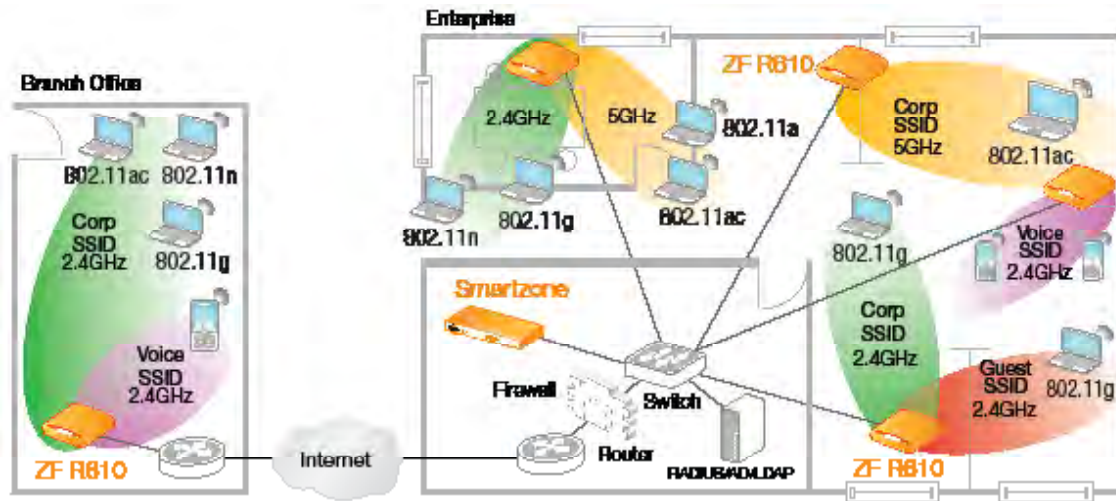 Enterprise
Branch Office
802.11ac
802.11n
Corp
SSID
2.4GHz
802.11g
Voice
SSID
2.4GHz
ZF R610
Internet
2.4GHz
5GHz
802.11a
802.11n
802.11g
802.11ac
ZF R610
Corp
SSID
5GHz
802.11ac
Voice
SSID
2.4GHz
802.11g
Corp
SSID
2.4GHz
Guest
SSID
2.4GHz
802.11g
ZF R610
Smartzone
Firewall
Switch
Router
RADIUS/AD/LDAP